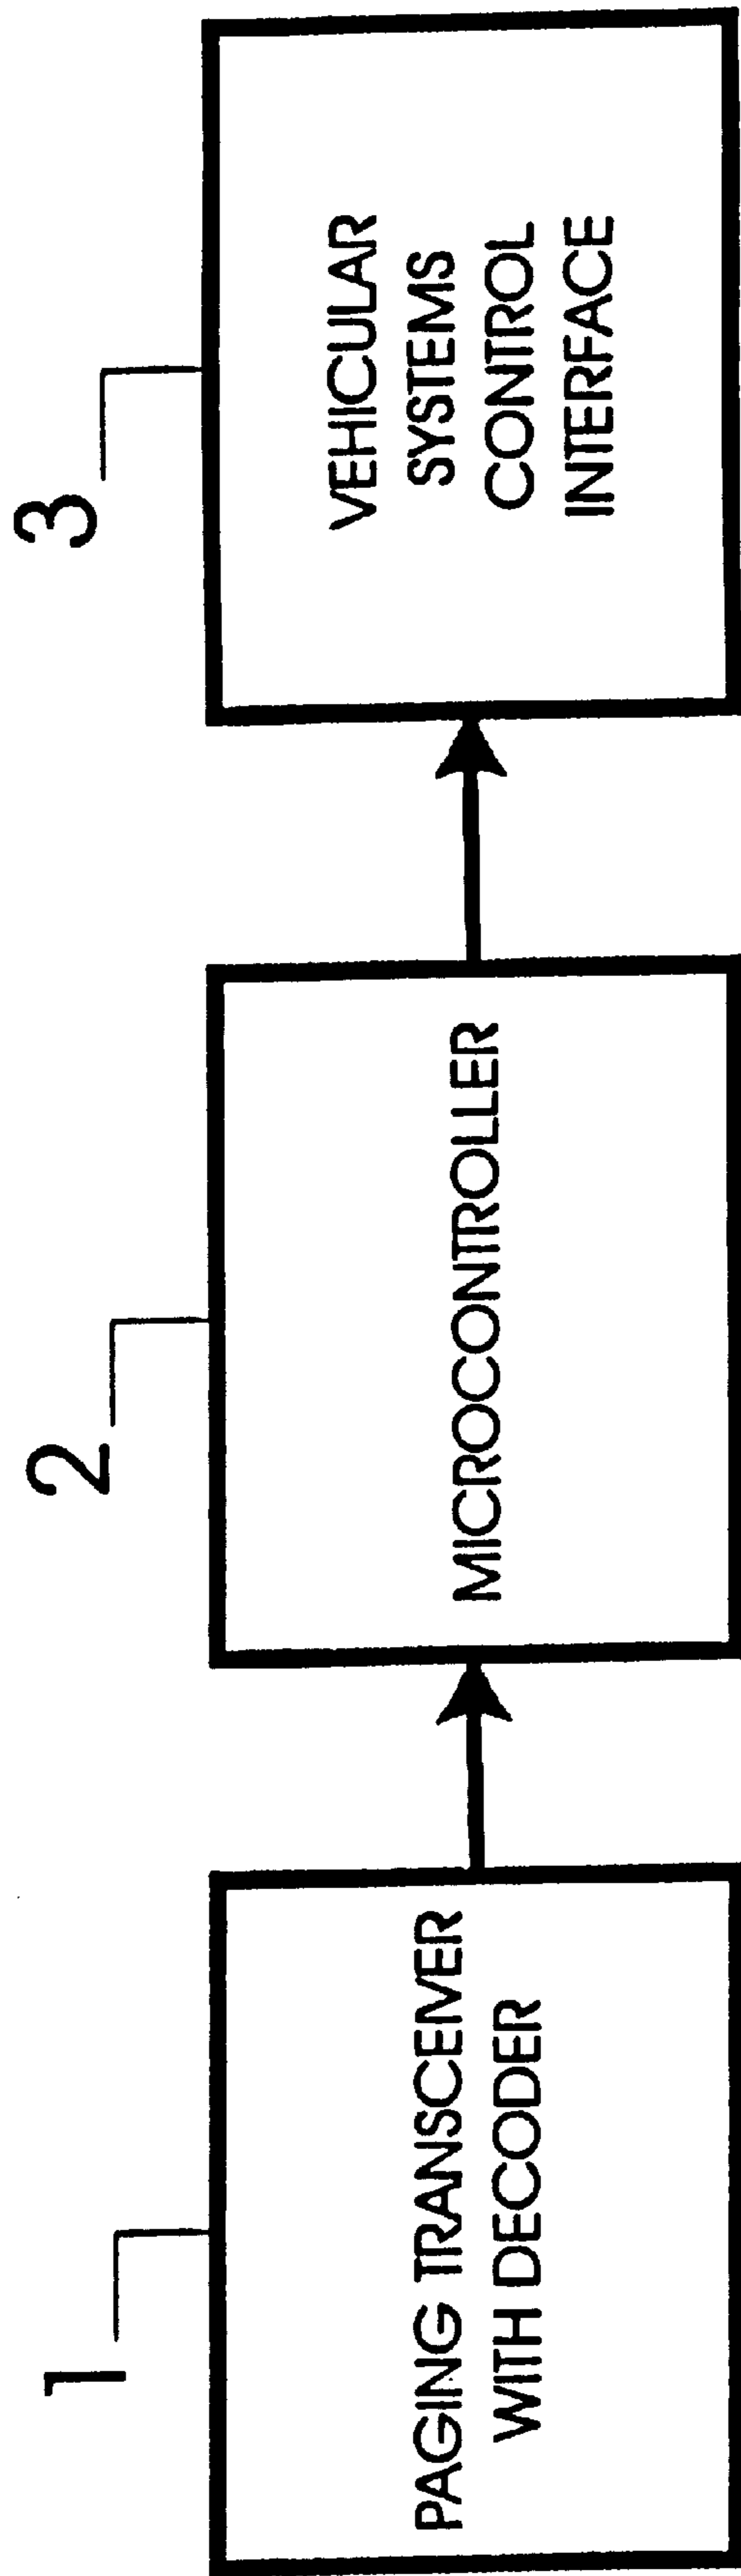 1
PAGING TRANSCEIVER
WITH DECODER
2
MICROCONTROLLER
3
VEHICULAR
SYSTEMS
CONTROL
INTERFACE